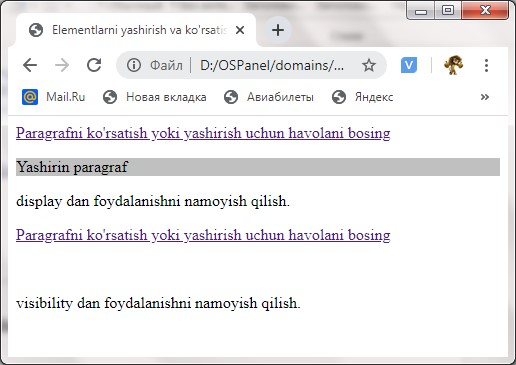 Elementlarni yashirish va ko'rsat
Файл | D:/OSPanel/domains/...
Mail.Ru Новая вкладка Авиабилеты Яндекс »
Paragrafni ko'rsatish yoki yashirish uchun havolani bosing
Yashirin paragraf
display dan foydalanishni namoyish qilish.
Paragrafni ko'rsatish yoki yashirish uchun havolani bosing
visibility dan foydalanishni namoyish qilish.